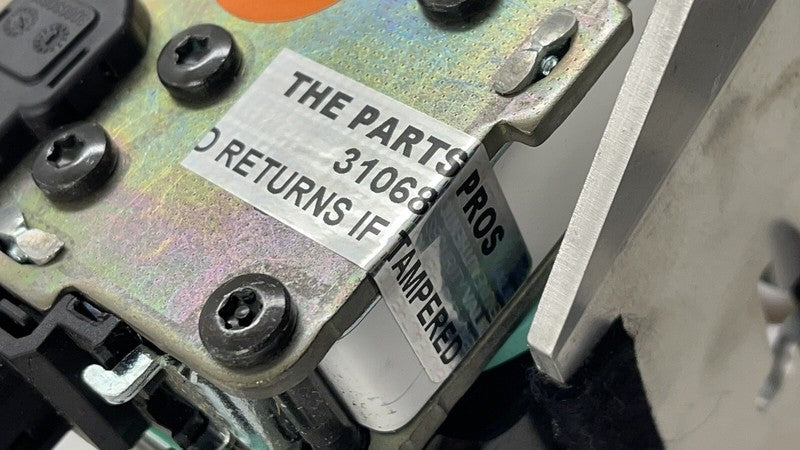 THE PARTS PROS
31068
O RETURNS IF TAMPERED